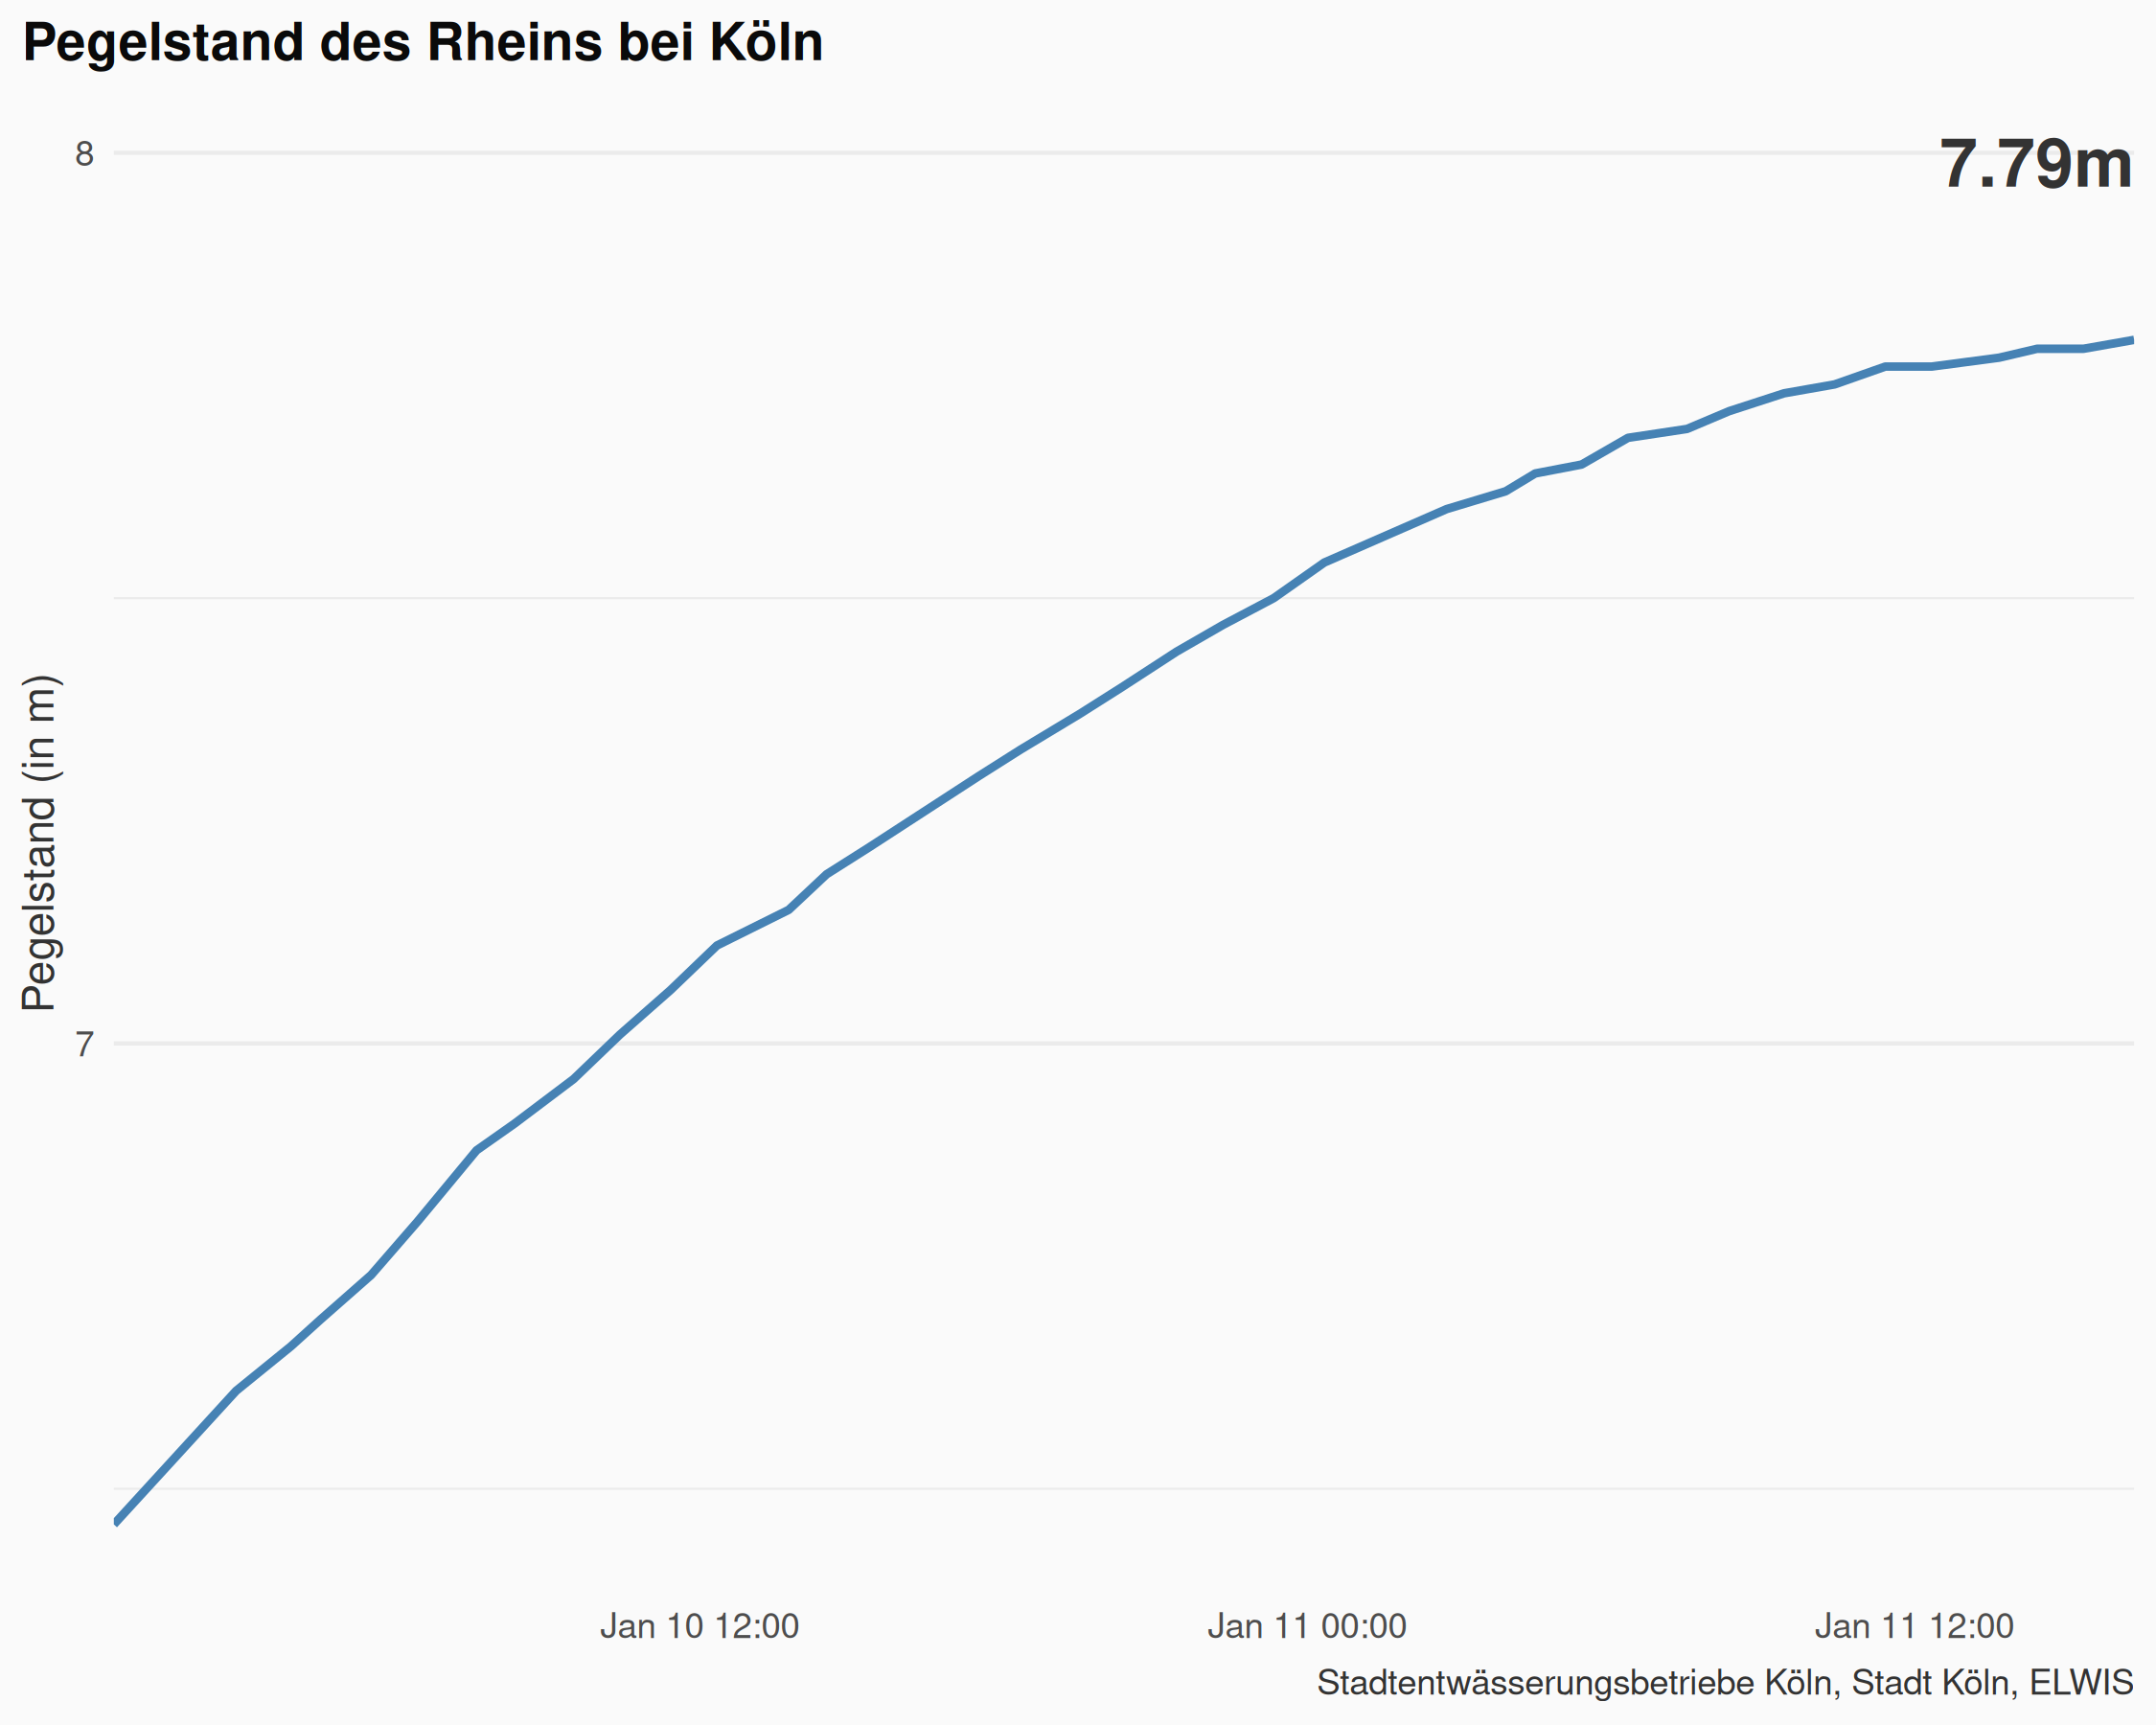 Pegelstand des Rheins bei Köln
8
7.79m
Pegelstand (in m)
7
Jan 10 12:00
Jan 11 00:00
Jan 11 12:00
Stadtentwässerungsbetriebe Köln, Stadt Köln, ELWIS